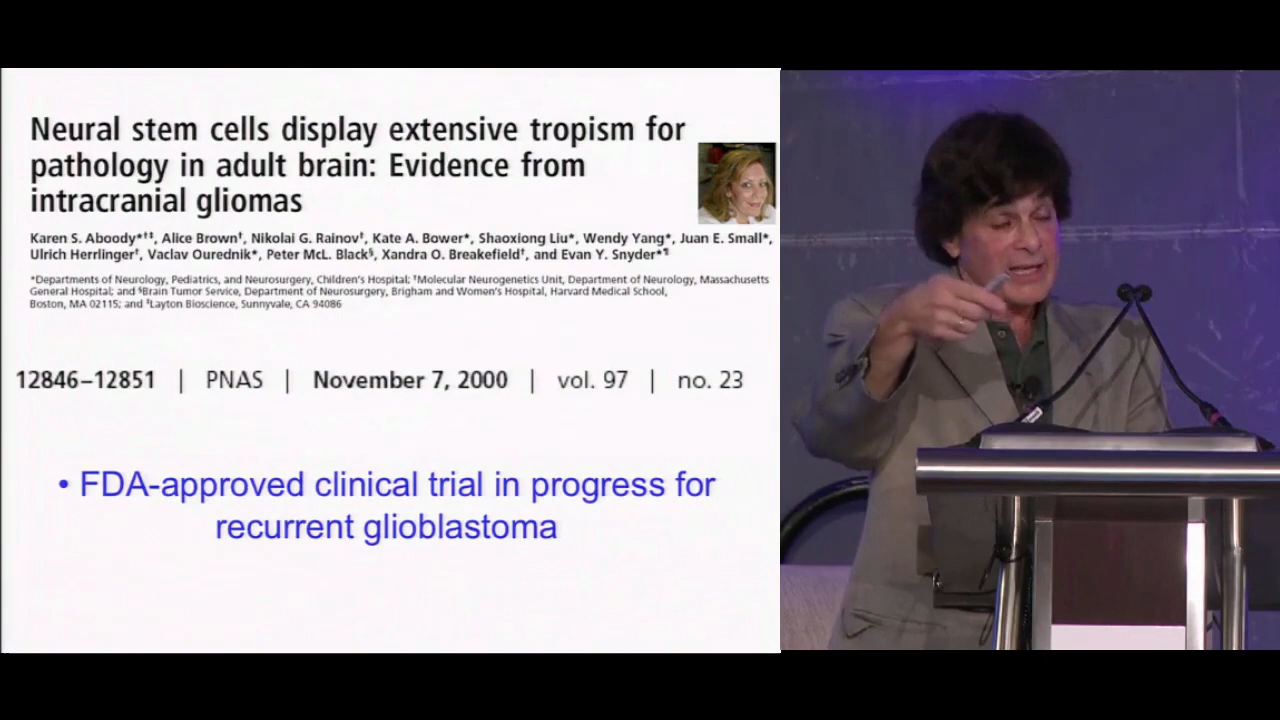 Neural stem cells display extensive tropism for
pathology in adult brain: Evidence from
intracranial gliomas
Karen S. Aboody*†‡, Alice Brown†, Nikolai G. Rainov†, Kate A. Bower*, Shaoxiong Liu*, Wendy Yang*, Juan E. Small*,
Ulrich Herrlinger†, Vaclav Ourednik*, Peter McL. Black§, Xandra O. Breakefield†, and Evan Y. Snyder*¶
*Departments of Neurology, Pediatrics, and Neurosurgery, Children's Hospital; †Molecular Neurogenetics Unit, Department of Neurology, Massachusetts
General Hospital; and §Brain Tumor Service, Department of Neurosurgery, Brigham and Women's Hospital, Harvard Medical School,
Boston, MA 02115; and ‡Layton Bioscience, Sunnyvale, CA 94086
12846–12851 | PNAS | November 7, 2000 | vol. 97 | no. 23
• FDA-approved clinical trial in progress for
recurrent glioblastoma